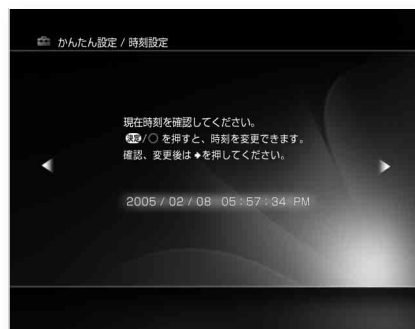 かんたん設定 / 時刻設定
現在時刻を確認してください。
決定/○ を押すと、時刻を変更できます。
確認、変更後は◆を押してください。
2005 / 02 / 08 05 : 57 : 34 PM